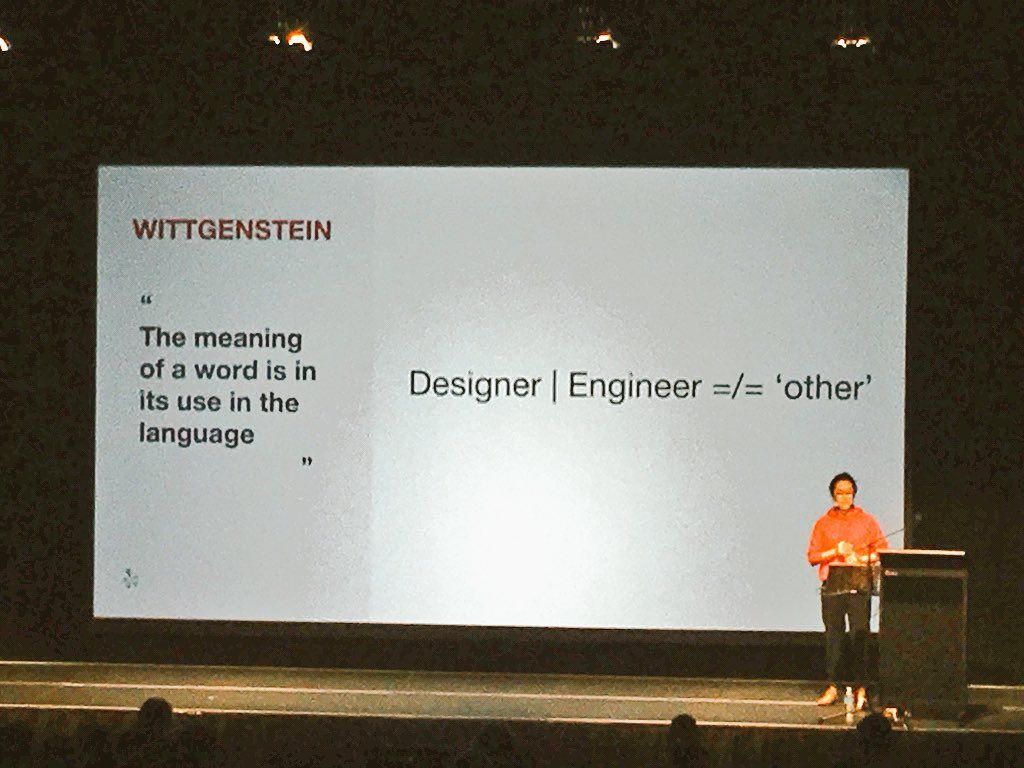 WITTGENSTEIN
“
The meaning
of a word is in
its use in the
language
”
Designer | Engineer =/= ‘other’